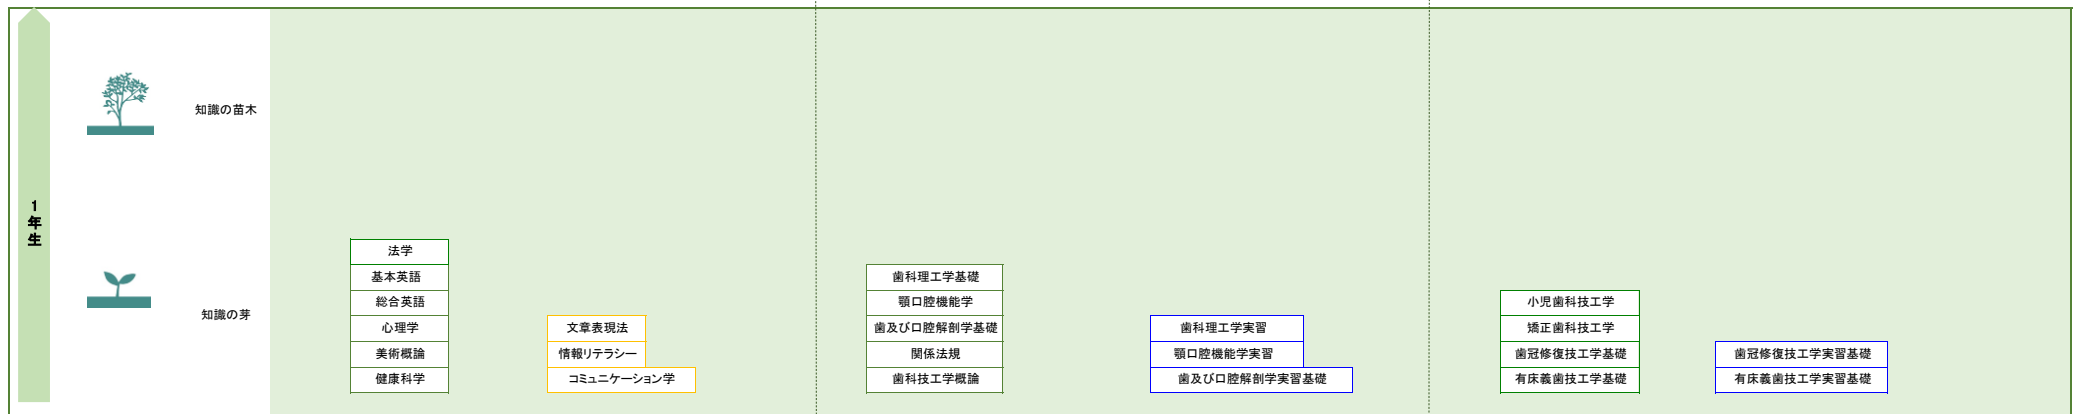 1年生
知識の苗木
知識の芽
法学
基本英語
総合英語
心理学
美術概論
健康科学
文章表現法
情報リテラシー
コミュニケーション学
歯科理工学基礎
顎口腔機能学
歯及び口腔解剖学基礎
関係法規
歯科技工学概論
歯科理工学実習
顎口腔機能学実習
歯及び口腔解剖学実習基礎
小児歯科技工学
矯正歯科技工学
歯冠修復技工学基礎
有床義歯技工学基礎
歯冠修復技工学実習基礎
有床義歯技工学実習基礎